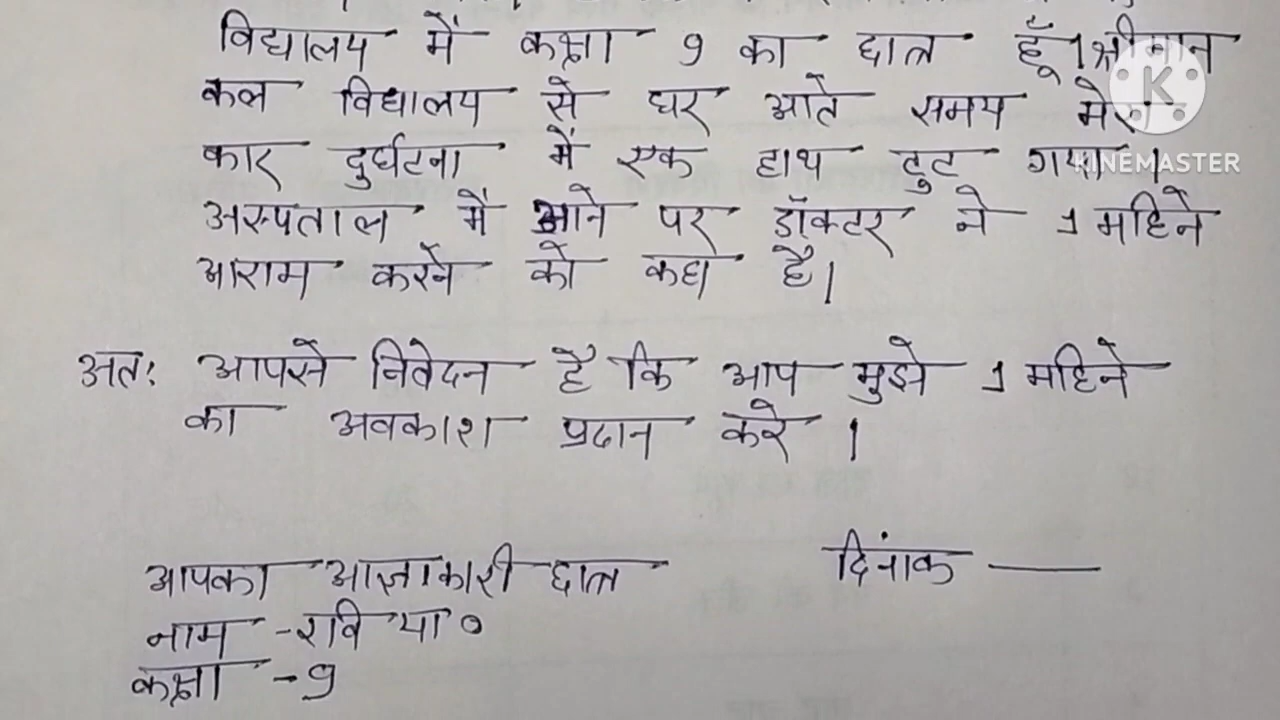 विद्यालय में कक्षा 9 का छात्र हूँ। श्रीमान
कल विद्यालय से घर आते समय मेरा
कार दुर्घटना में एक हाथ टुट गया।
अस्पताल में आने पर डॉक्टर ने 1 महिने
आराम करने को कहा है।
अतः आपसे निवेदन है कि आप मुझे 1 महिने
का अवकाश प्रदान करे।
आपका आज्ञाकारी छात्र
दिनांक ——
नाम - रवि या०
कक्षा - 9
K
KINEMASTER